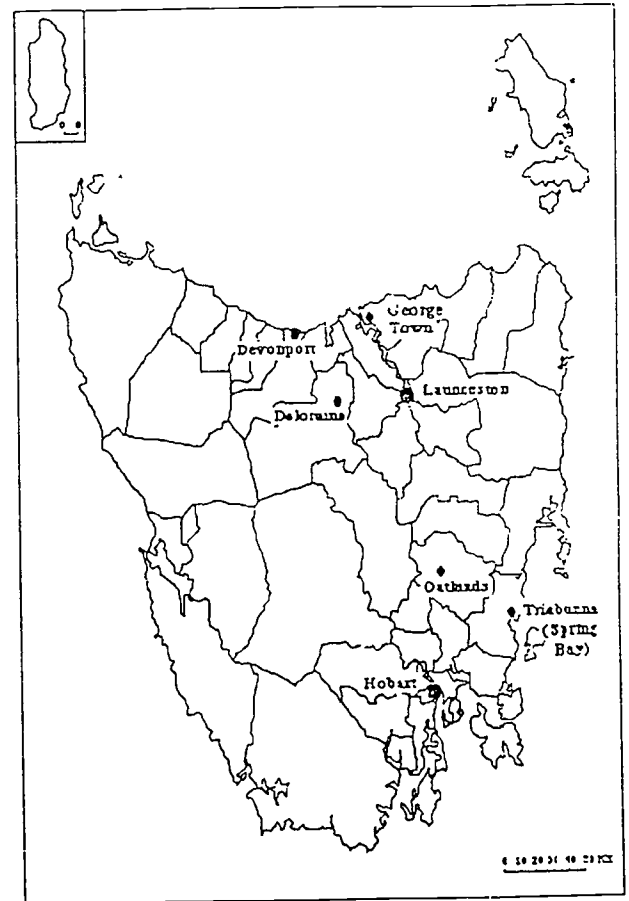 George
Town
Devonport
Launceston
Deloraine
Oatlands
Triabunna
(Spring
Bay)
Hobart